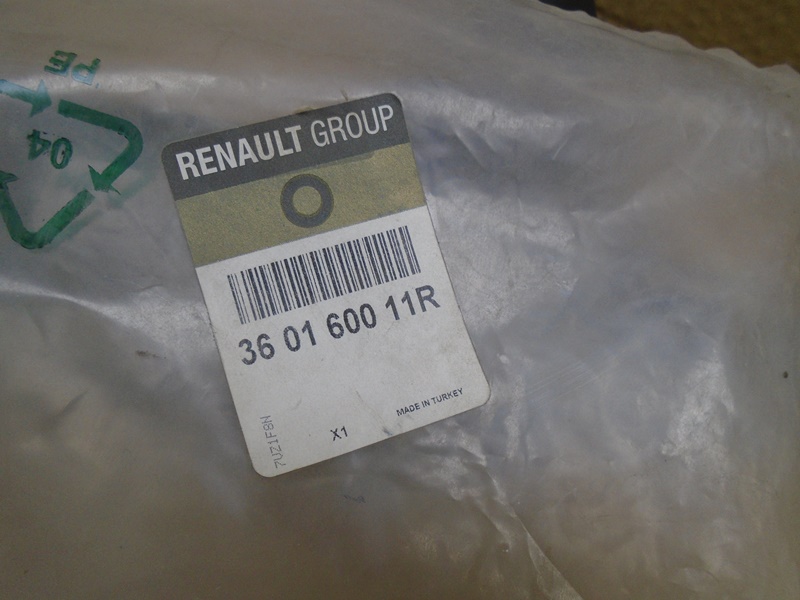 PE
04
RENAULT GROUP
36 01 600 11R
MADE IN TURKEY
X1
7UZ1F8N